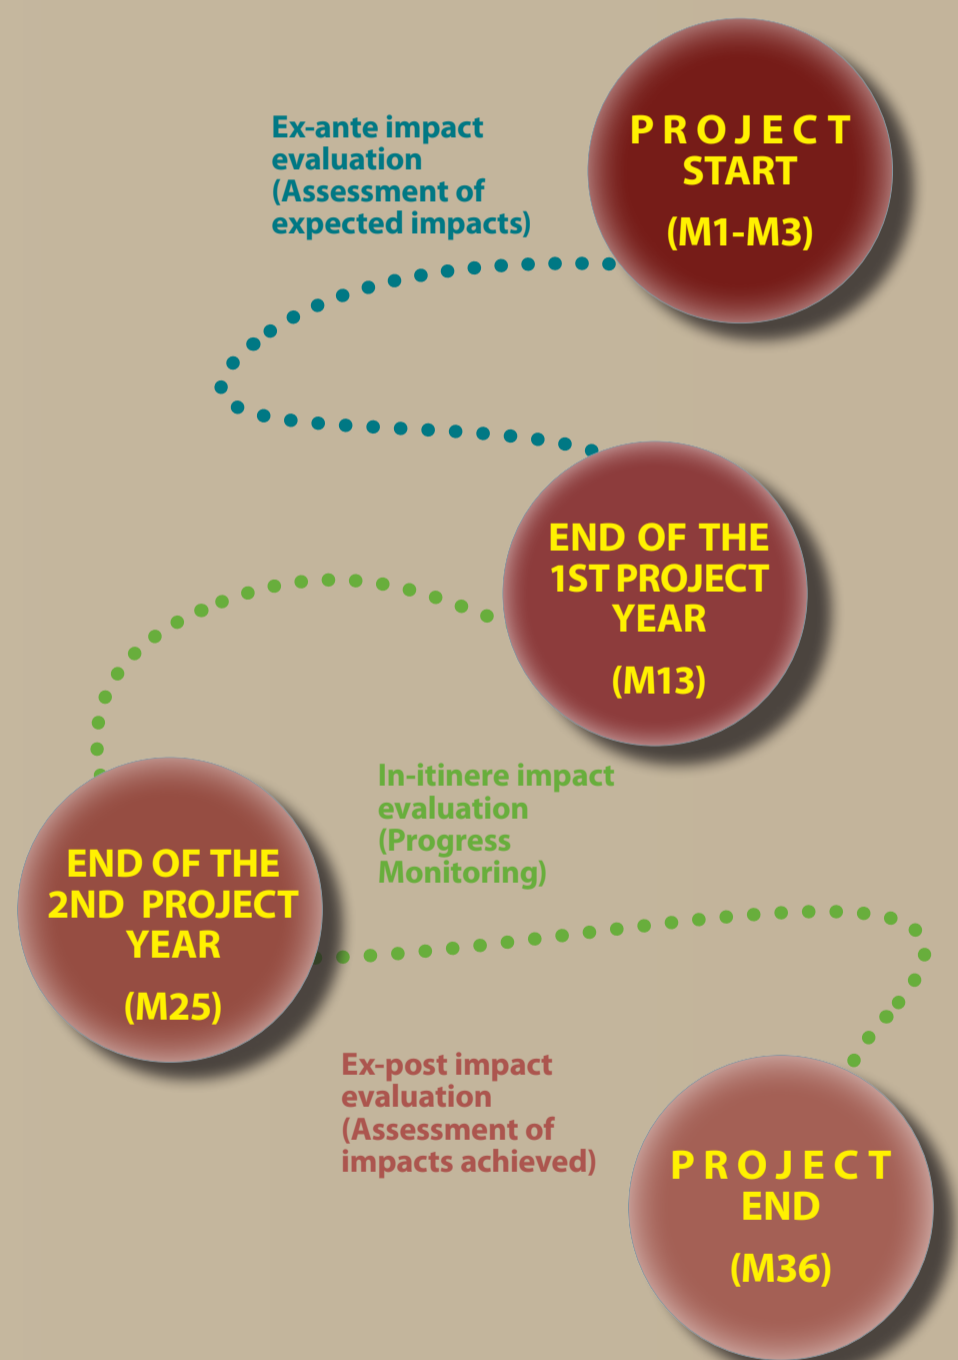 Ex-ante impact
evaluation
(Assessment of
expected impacts)
PROJECT
START
(M1-M3)
END OF THE
1ST PROJECT
YEAR
(M13)
In-itinere impact
evaluation
(Progress
Monitoring)
END OF THE
2ND PROJECT
YEAR
(M25)
Ex-post impact
evaluation
(Assessment of
impacts achieved)
PROJECT
END
(M36)